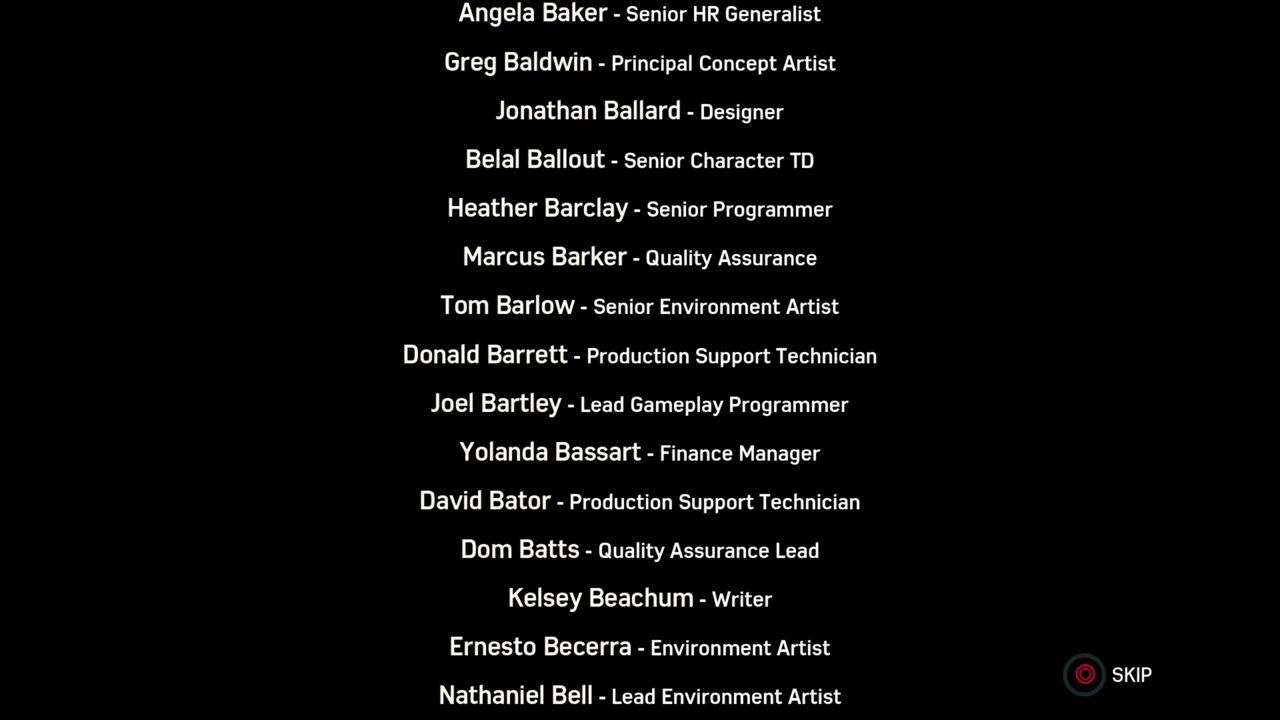 Angela Baker - Senior HR Generalist
Greg Baldwin - Principal Concept Artist
Jonathan Ballard - Designer
Belal Ballout - Senior Character TD
Heather Barclay - Senior Programmer
Marcus Barker - Quality Assurance
Tom Barlow - Senior Environment Artist
Donald Barrett - Production Support Technician
Joel Bartley - Lead Gameplay Programmer
Yolanda Bassart - Finance Manager
David Bator - Production Support Technician
Dom Batts - Quality Assurance Lead
Kelsey Beachum - Writer
Ernesto Becerra - Environment Artist
SKIP
Nathaniel Bell - Lead Environment Artist